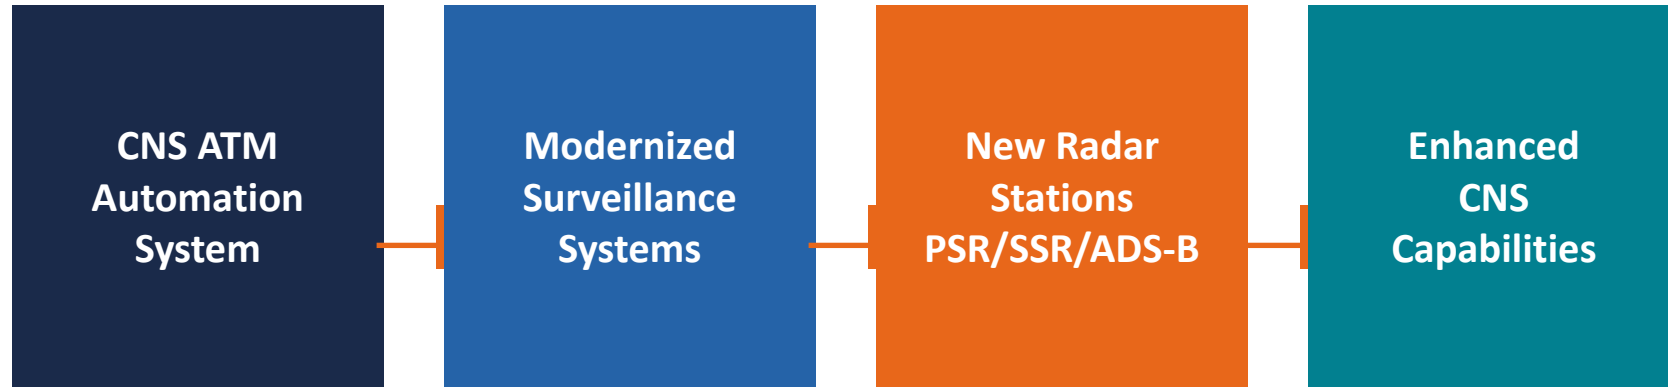 CNS ATM
Automation
System
Modernized
Surveillance
Systems
New Radar
Stations
PSR/SSR/ADS-B
Enhanced
CNS
Capabilities